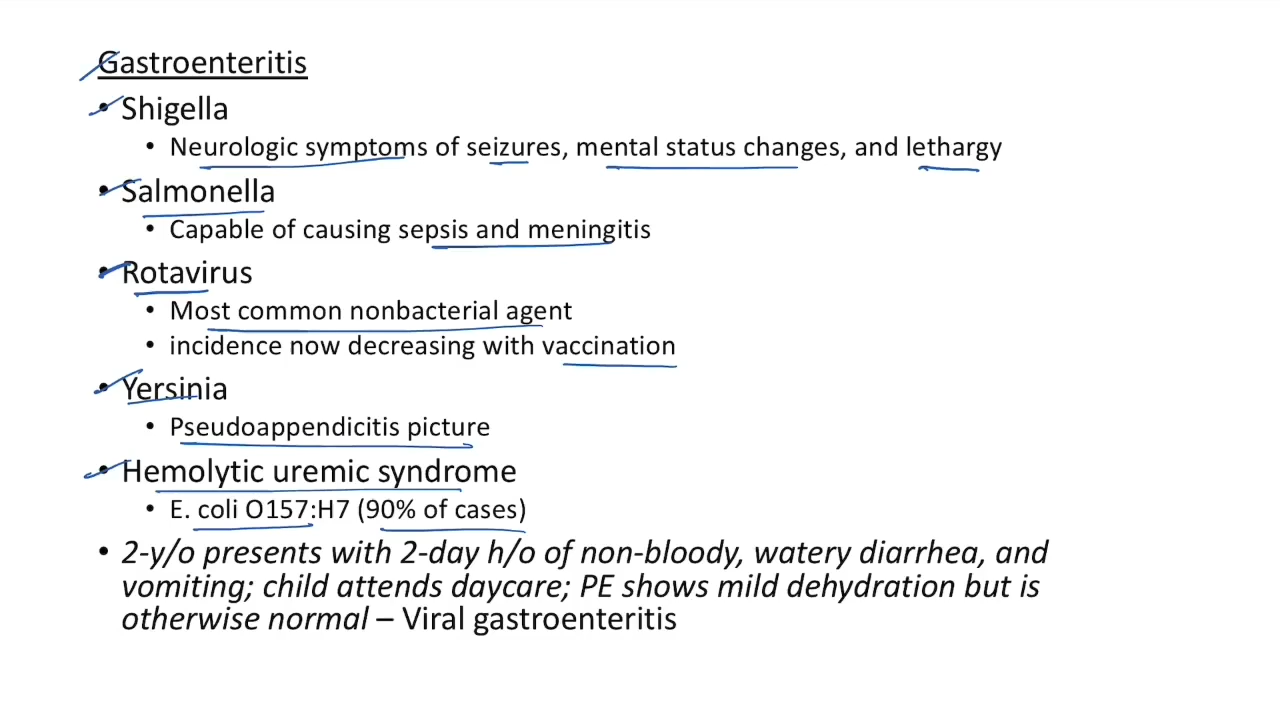 Gastroenteritis
• Shigella
• Neurologic symptoms of seizures, mental status changes, and lethargy
• Salmonella
• Capable of causing sepsis and meningitis
• Rotavirus
• Most common nonbacterial agent
• incidence now decreasing with vaccination
• Yersinia
• Pseudoappendicitis picture
• Hemolytic uremic syndrome
• E. coli O157:H7 (90% of cases)
• 2-y/o presents with 2-day h/o of non-bloody, watery diarrhea, and
vomiting; child attends daycare; PE shows mild dehydration but is
otherwise normal – Viral gastroenteritis